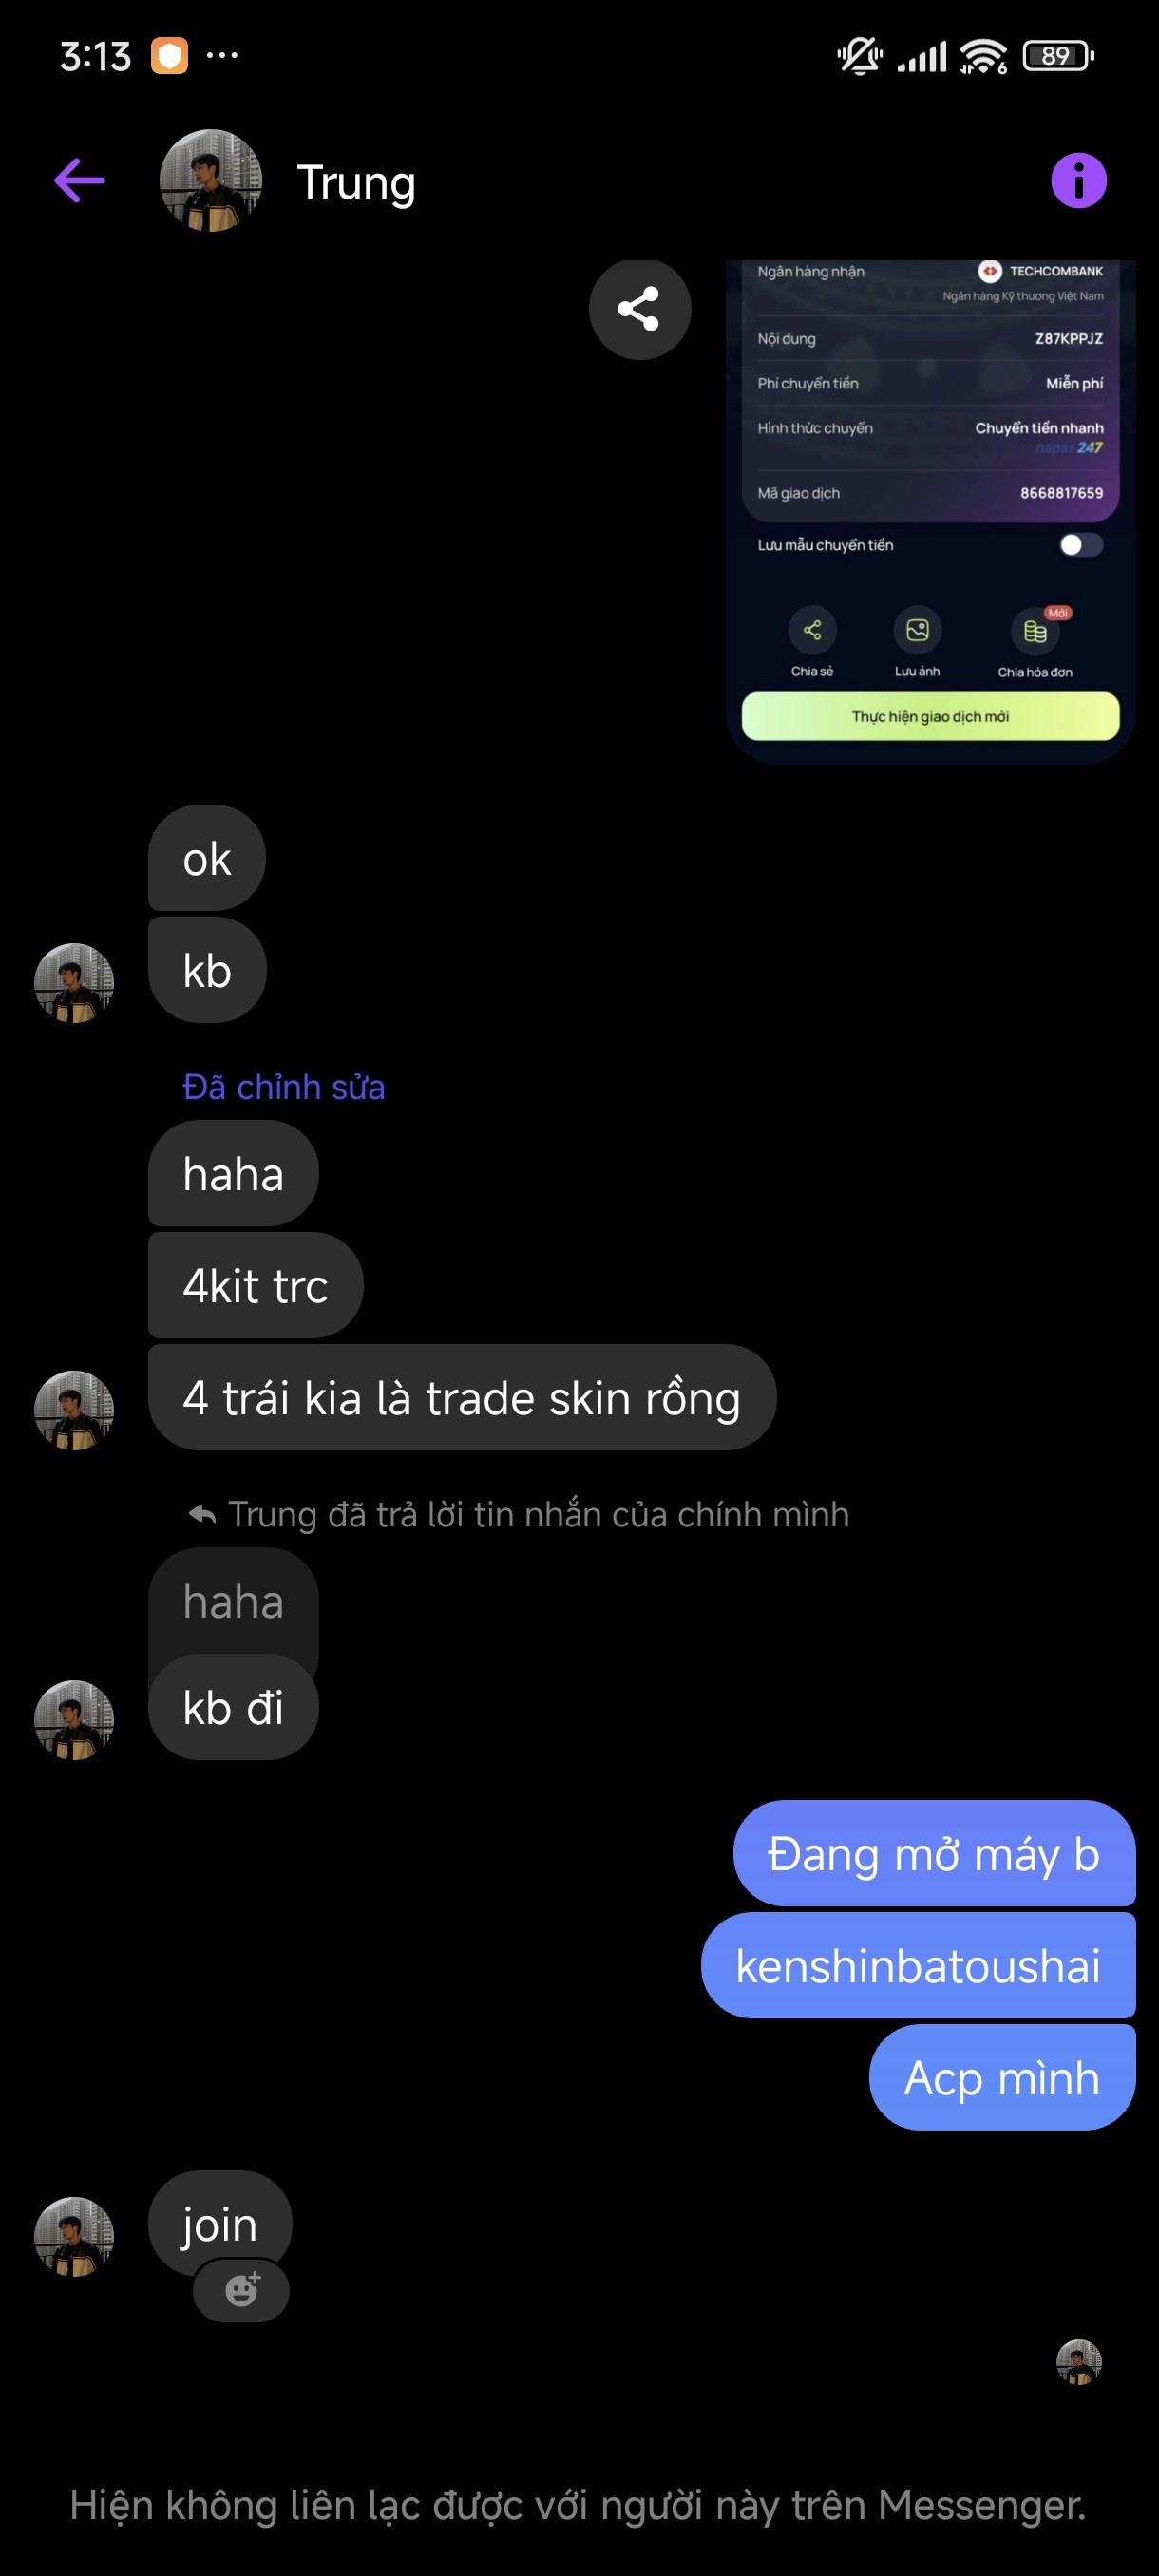 3:13
89
Trung
Ngân hàng nhận TECHCOMBANK
Ngân hàng Kỹ thương Việt Nam
Nội dung Z87KPPJZ
Phí chuyển tiền Miễn phí
Hình thức chuyển Chuyển tiền nhanh
napas 247
Mã giao dịch 8668817659
Lưu mẫu chuyển tiền
Mới
Chia sẻ Lưu ảnh Chia hóa đơn
Thực hiện giao dịch mới
ok
kb
Đã chỉnh sửa
haha
4kit trc
4 trái kia là trade skin rồng
Trung đã trả lời tin nhắn của chính mình
haha
kb đi
Đang mở máy b
kenshinbatoushai
Acp mình
join
Hiện không liên lạc được với người này trên Messenger.